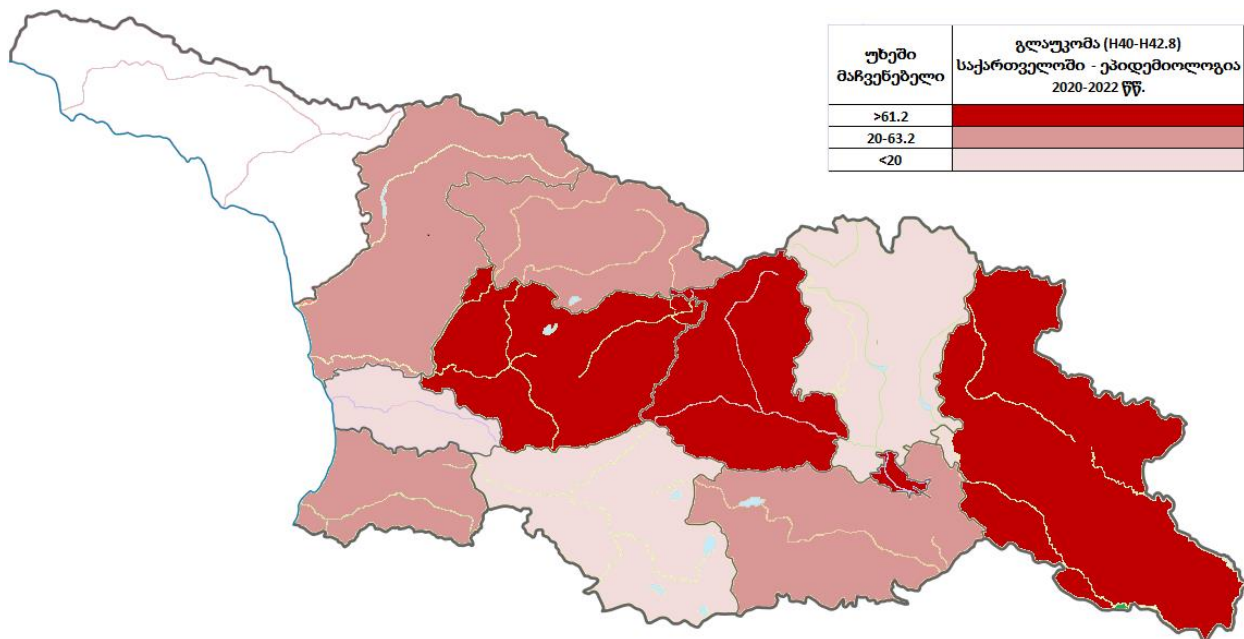 უხეში
მაჩვენებელი
გლაუკომა (H40-H42.8)
საქართველოში - ეპიდემიოლოგია
2020-2022 წწ.
>61.2
20-63.2
<20